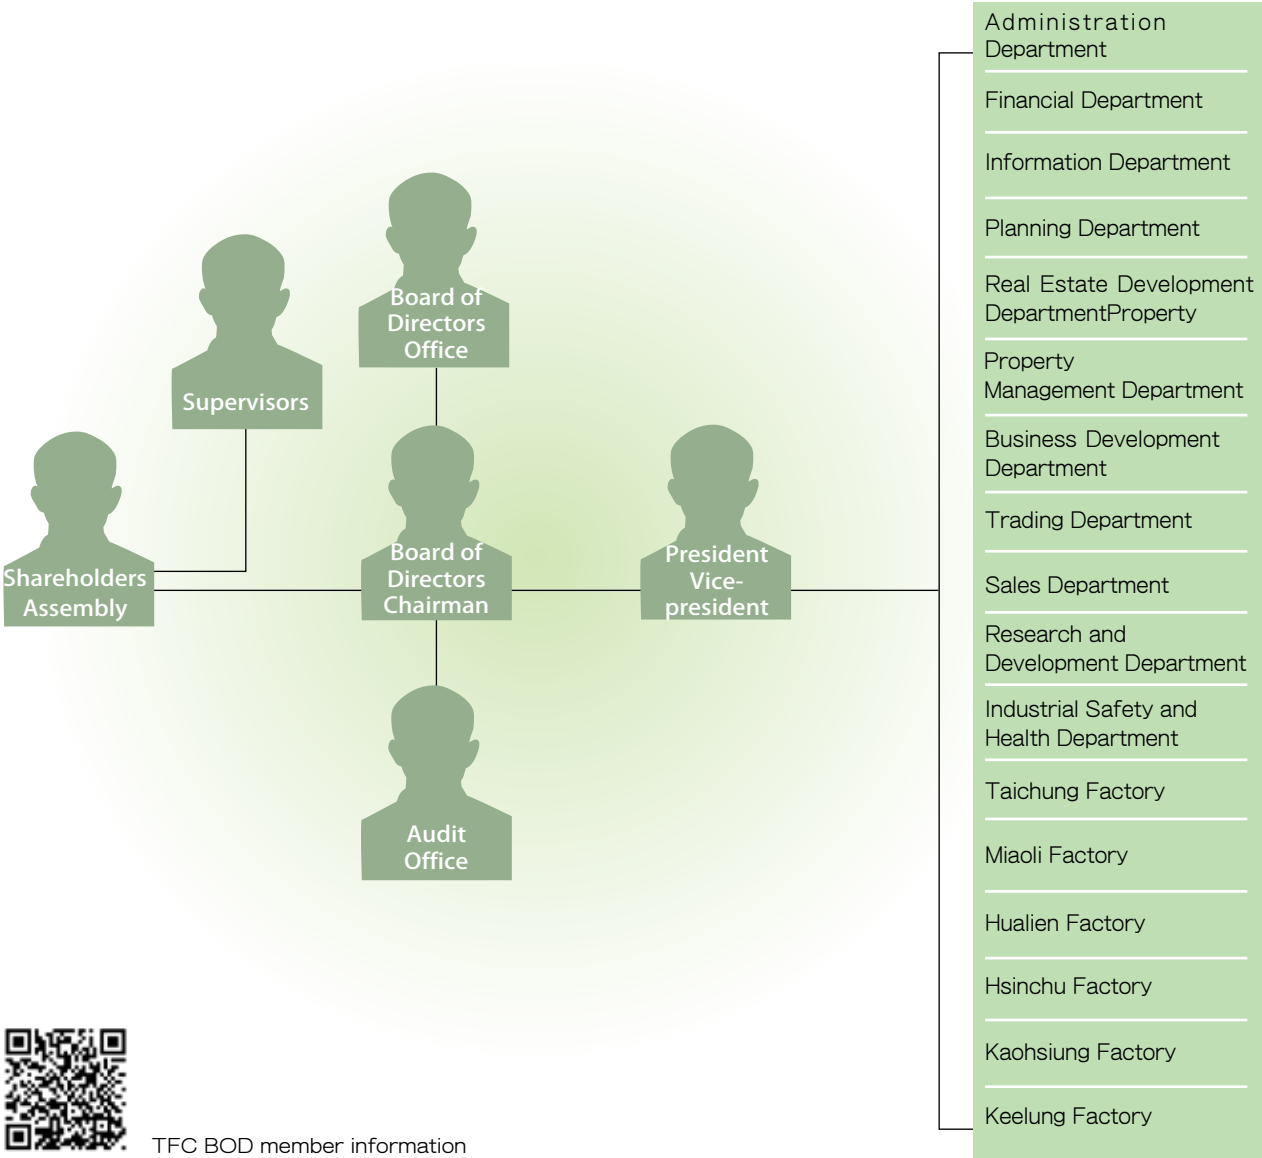 Board of
Directors
Office
Supervisors
Shareholders
Assembly
Board of
Directors
Chairman
President
Vice-
president
Audit
Office
Administration
Department
Financial Department
Information Department
Planning Department
Real Estate Development
DepartmentProperty
Property
Management Department
Business Development
Department
Trading Department
Sales Department
Research and
Development Department
Industrial Safety and
Health Department
Taichung Factory
Miaoli Factory
Hualien Factory
Hsinchu Factory
Kaohsiung Factory
Keelung Factory
TFC BOD member information